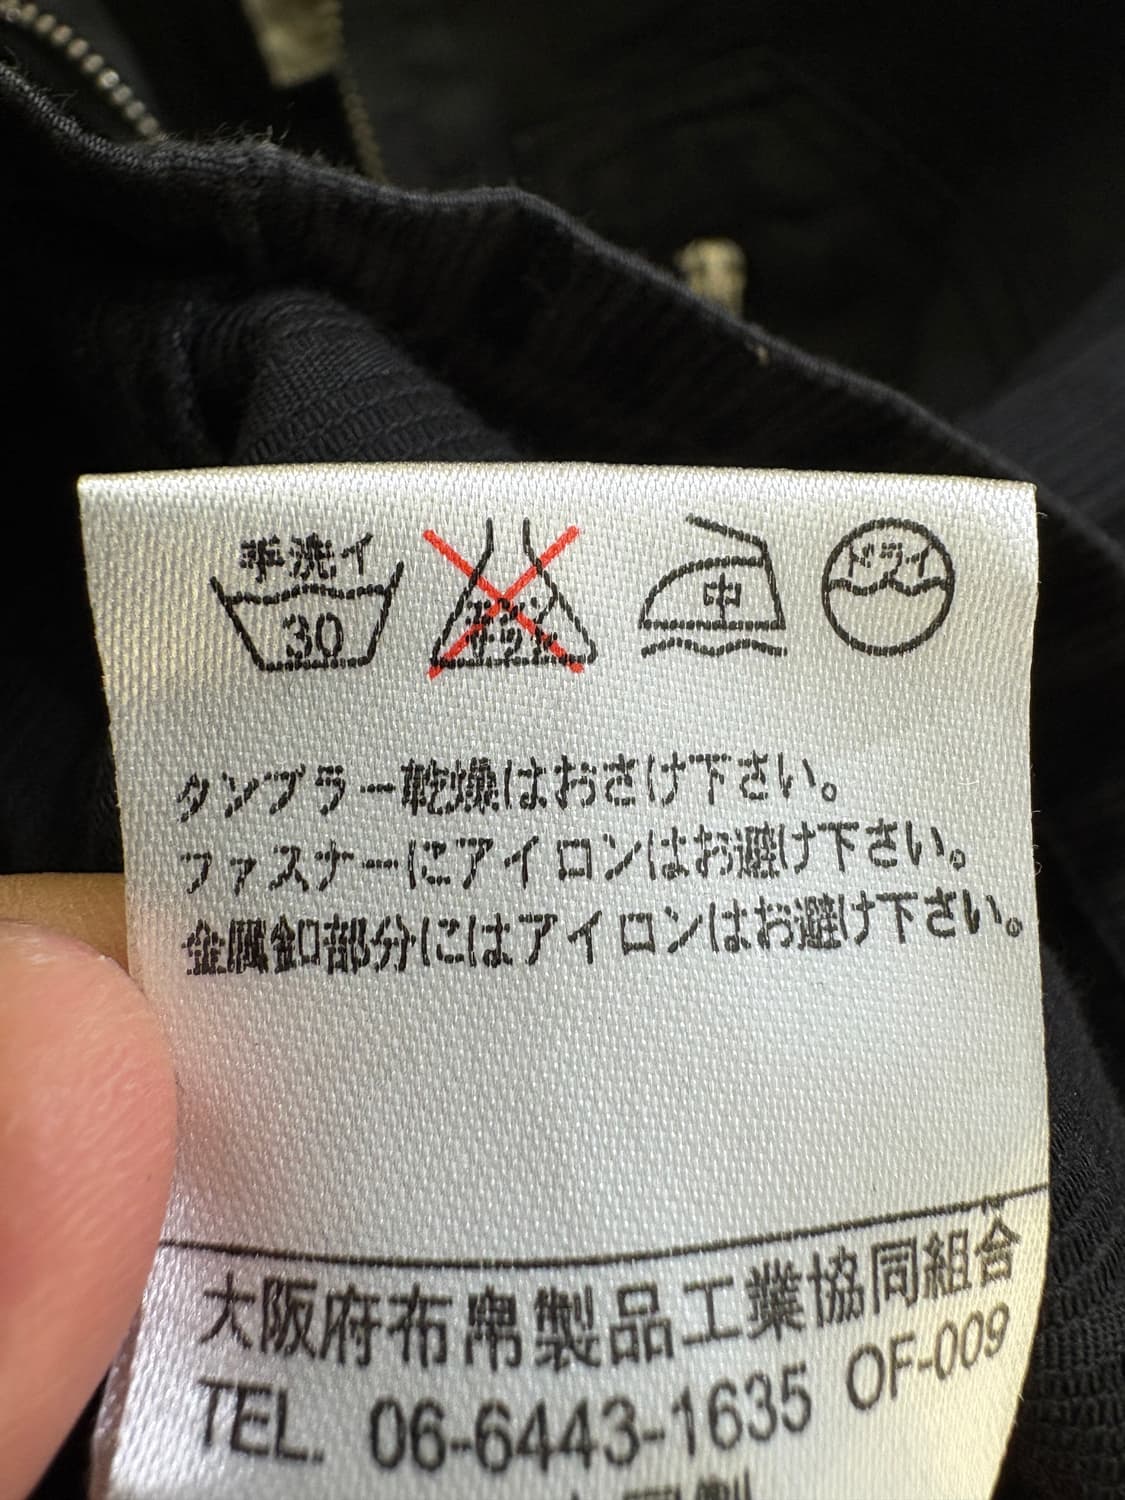 手洗イ
30
中
ドライ
タンブラー乾燥はおさけ下さい。
ファスナーにアイロンはお避け下さい。
金属釦部分にはアイロンはお避け下さい。
大阪府布帛製品工業協同組合
TEL. 06-6443-1635 OF-009